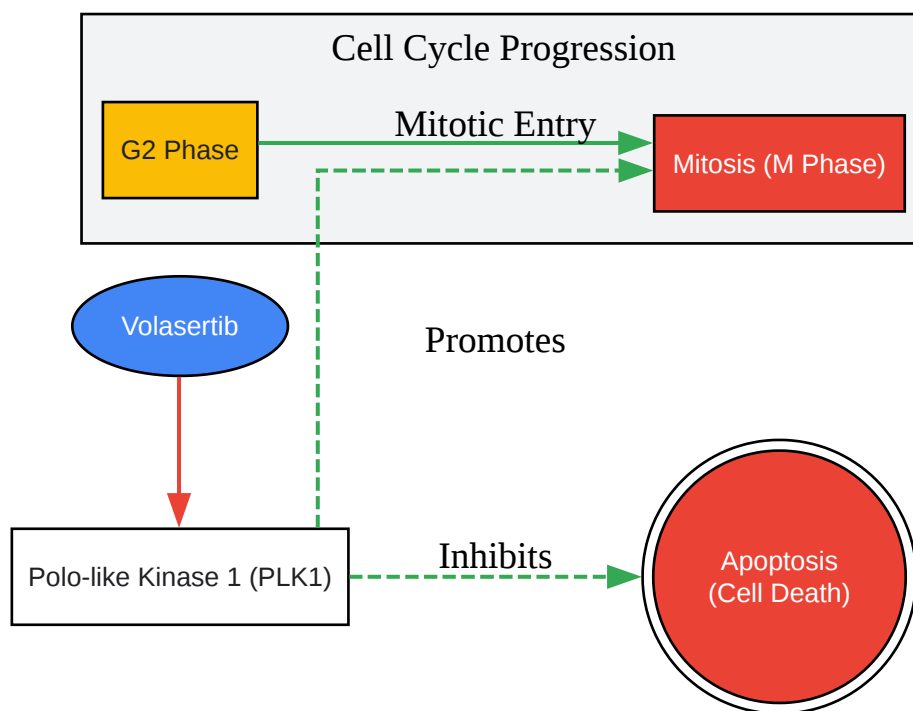 Cell Cycle Progression
Mitotic Entry
G2 Phase
Mitosis (M Phase)
Volasertib
Promotes
Inhibits
Polo-like Kinase 1 (PLK1)
Apoptosis
(Cell Death)